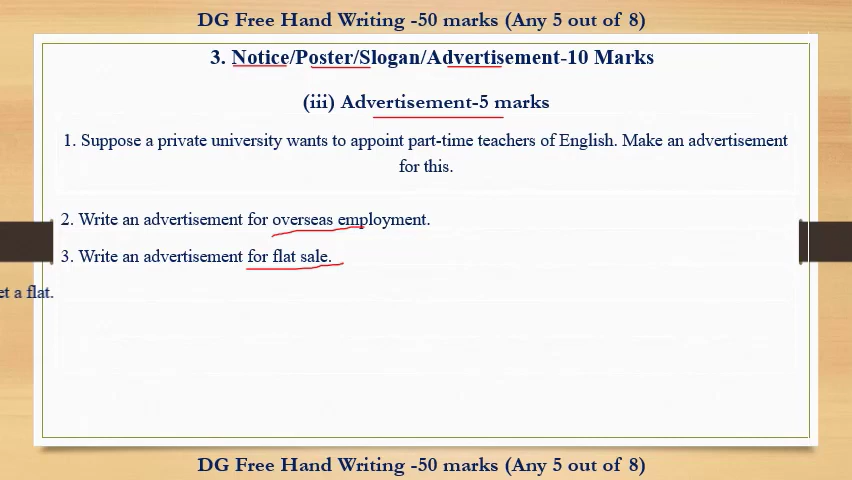 DG Free Hand Writing -50 marks (Any 5 out of 8)
3. Notice/Poster/Slogan/Advertisement-10 Marks
(iii) Advertisement-5 marks
1. Suppose a private university wants to appoint part-time teachers of English. Make an advertisement
for this.
2. Write an advertisement for overseas employment.
3. Write an advertisement for flat sale.
et a flat.
DG Free Hand Writing -50 marks (Any 5 out of 8)